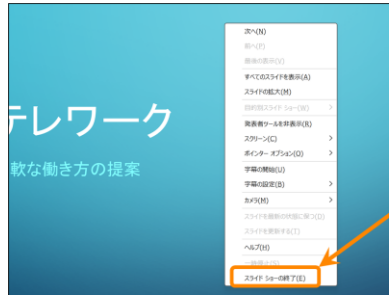 テレワーク
軟な働き方の提案
次へ(N)
前へ(P)
最後の表示(V)
すべてのスライドを表示(A)
スライドの拡大(M)
目的別スライド ショー(W)
発表者ツールを非表示(R)
スクリーン(C)
ポインター オプション(O)
字幕の開始(U)
字幕の設定(B)
カメラ(M)
スライドを最新の状態に保つ(D)
スライドを更新する(T)
ヘルプ(H)
一時停止(S)
スライド ショーの終了(E)